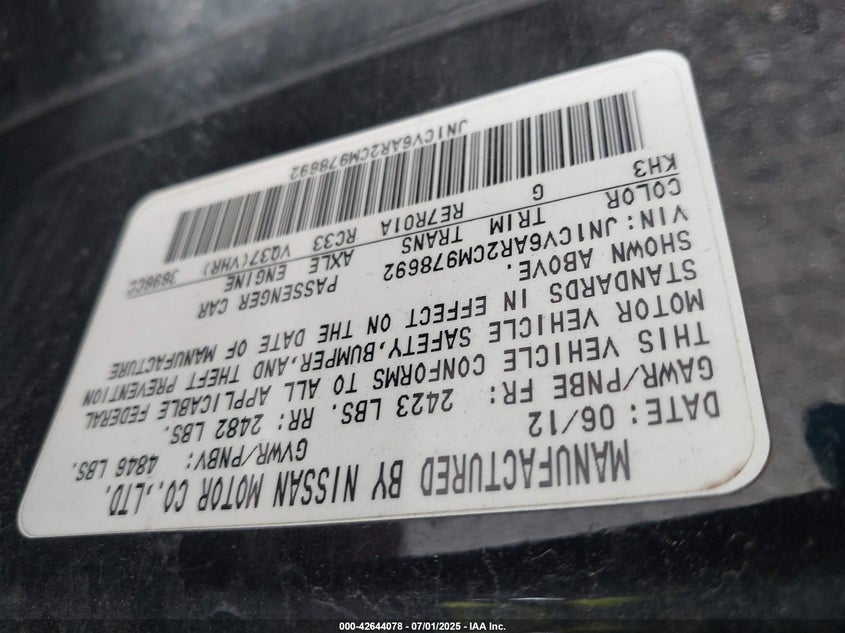 MANUFACTURED BY NISSAN MOTOR CO.,LTD.
DATE: 06/12 GVWR/PNBV: 4846 LBS.
GAWR/PNBE FR: 2423 LBS. RR: 2482 LBS.
THIS VEHICLE CONFORMS TO ALL APPLICABLE FEDERAL
MOTOR VEHICLE SAFETY,BUMPER,AND THEFT PREVENTION
STANDARDS IN EFFECT ON THE DATE OF MANUFACTURE
SHOWN ABOVE.
VIN: JN1CV6AR2CM978692 PASSENGER CAR
COLOR TRIM TRANS AXLE ENGINE
KH3 G RE7R01A RC33 VQ37(VHR) 3696CC
JN1CV6AR2CM978692
000-42644078 - 07/01/2025 - IAA Inc.